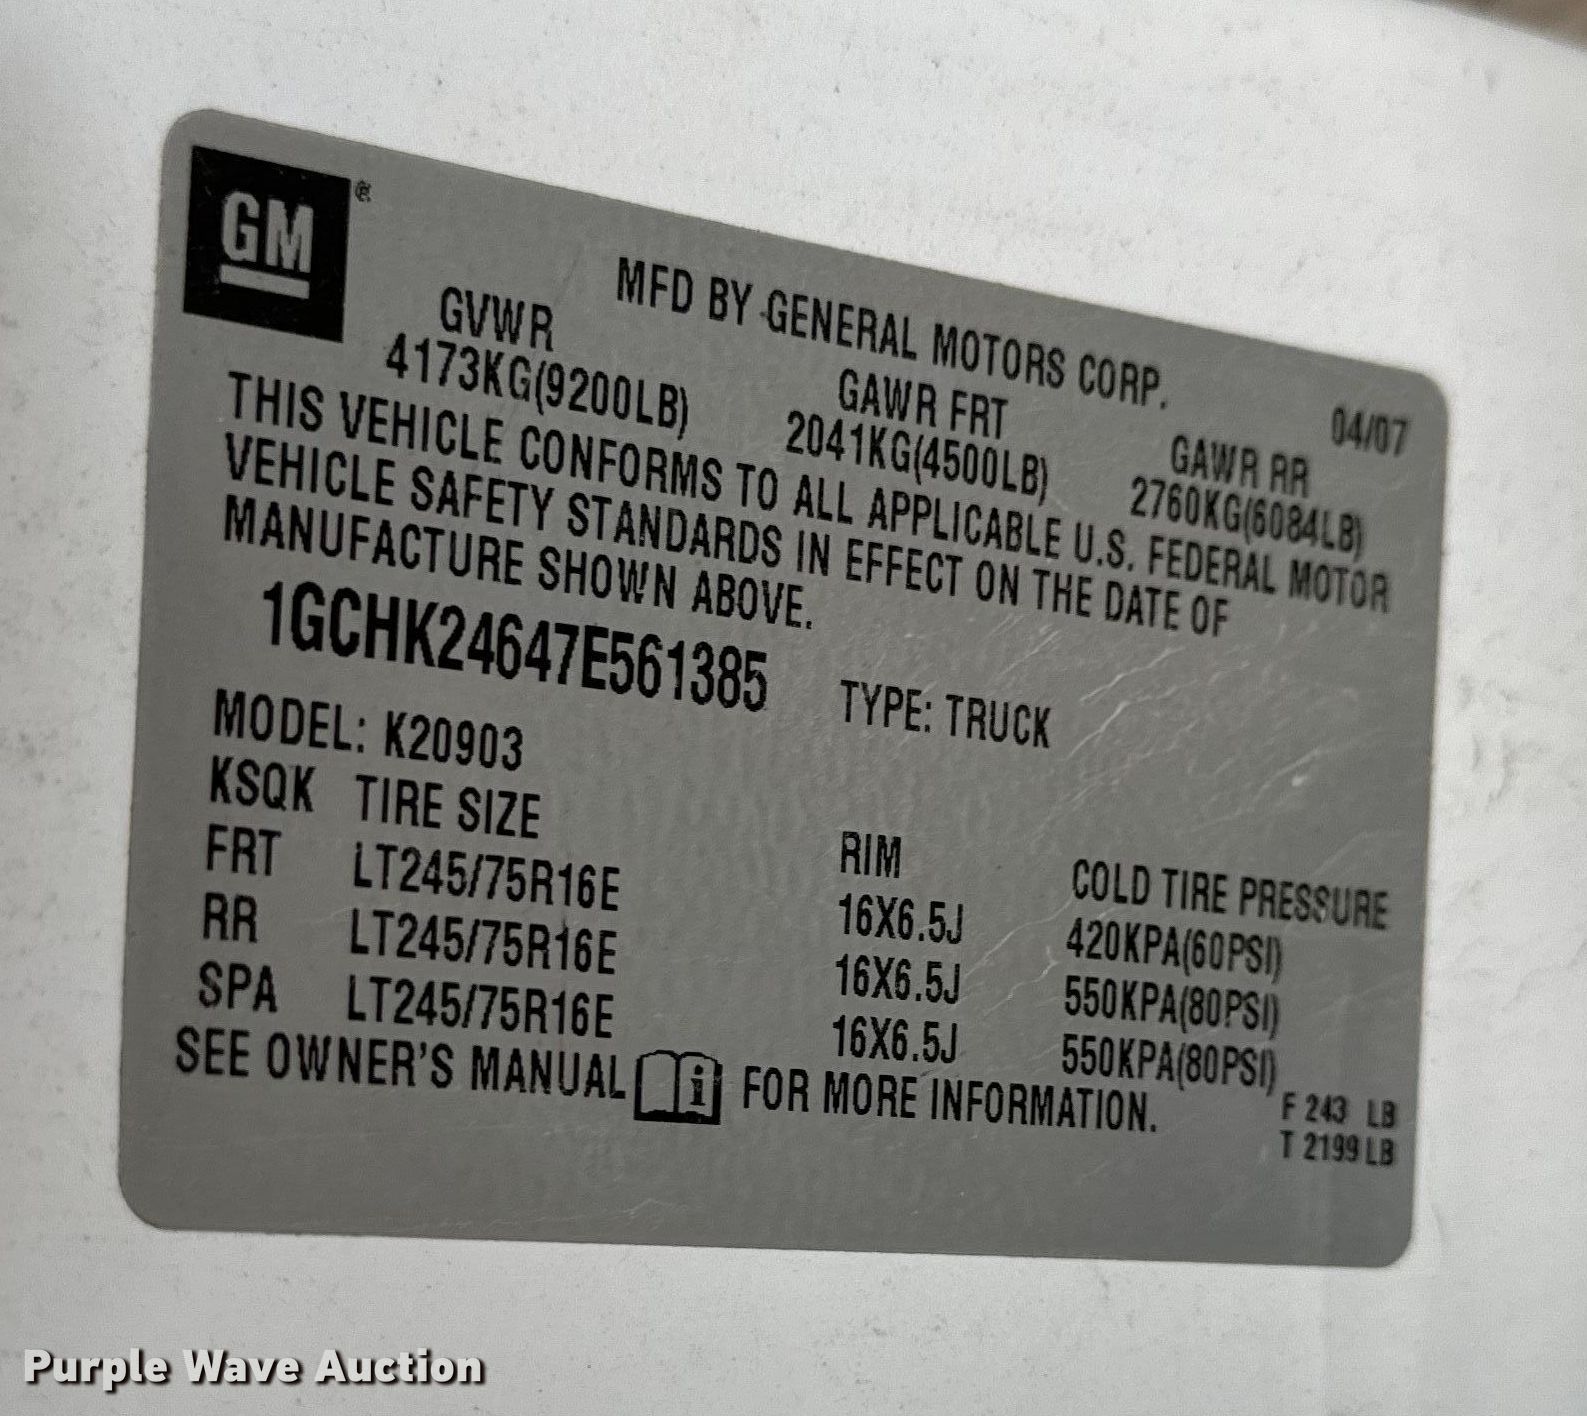 GM
MFD BY GENERAL MOTORS CORP.
04/07
GVWR GAWR FRT GAWR RR
4173KG(9200LB) 2041KG(4500LB) 2760KG(6084LB)
THIS VEHICLE CONFORMS TO ALL APPLICABLE U.S. FEDERAL MOTOR
VEHICLE SAFETY STANDARDS IN EFFECT ON THE DATE OF
MANUFACTURE SHOWN ABOVE.
1GCHK24647E561385 TYPE: TRUCK
MODEL: K20903
KSQK TIRE SIZE RIM COLD TIRE PRESSURE
FRT LT245/75R16E 16X6.5J 420KPA(60PSI)
RR LT245/75R16E 16X6.5J 550KPA(80PSI)
SPA LT245/75R16E 16X6.5J 550KPA(80PSI)
SEE OWNER'S MANUAL i FOR MORE INFORMATION.
F 243 LB
T 2199 LB
Purple Wave Auction